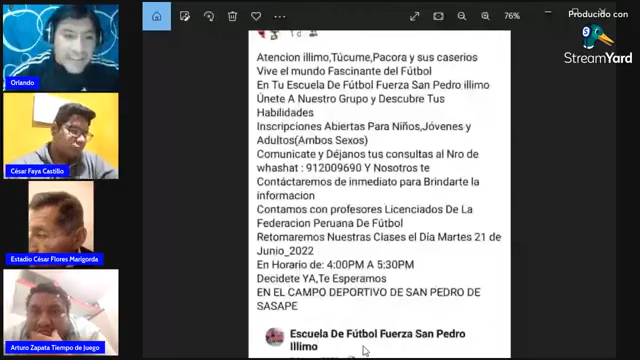 Producido con
StreamYard
76%
Orlando
César Faya Castillo
Estadio César Flores Marigorda
Arturo Zapata Tiempo de Juego
Atencion illimo,Túcume,Pacora y sus caserios
Vive el mundo Fascinante del Fútbol
En Tu Escuela De Fútbol Fuerza San Pedro illimo
Únete A Nuestro Grupo y Descubre Tus
Habilidades
Inscripciones Abiertas Para Niños,Jóvenes y
Adultos(Ambos Sexos)
Comunicate y Déjanos tus consultas al Nro de
whashat : 912009690 Y Nosotros te
Contáctaremos de inmediato para Brindarte la
informacion
Contamos con profesores Licenciados De La
Federacion Peruana De Fútbol
Retornaremos Nuestras Clases el Día Martes 21 de
Junio_2022
En Horario de: 4:00PM A 5:30PM
Decidete YA,Te Esperamos
EN EL CAMPO DEPORTIVO DE SAN PEDRO DE
SASAPE
Escuela De Fútbol Fuerza San Pedro
Illimo